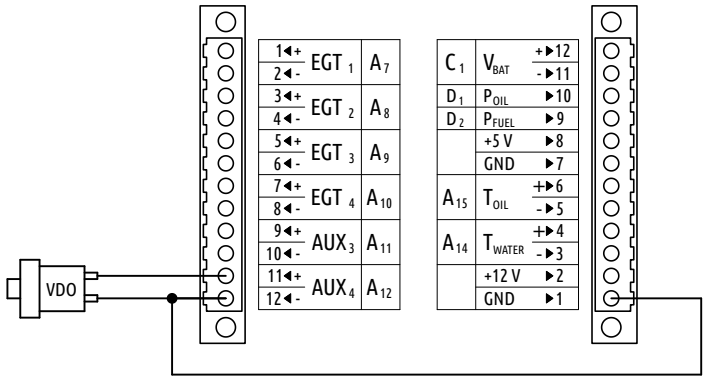 1◀+ EGT 1 A7
2◀-
3◀+ EGT 2 A8
4◀-
5◀+ EGT 3 A9
6◀-
7◀+ EGT 4 A10
8◀-
9◀+ AUX3 A11
10◀-
11◀+ AUX4 A12
12◀-
C1 VBAT +▶12
-▶11
D1 POIL ▶10
D2 PFUEL ▶9
+5 V ▶8
GND ▶7
A15 TOIL +▶6
-▶5
A14 TWATER +▶4
-▶3
+12 V ▶2
GND ▶1
VDO